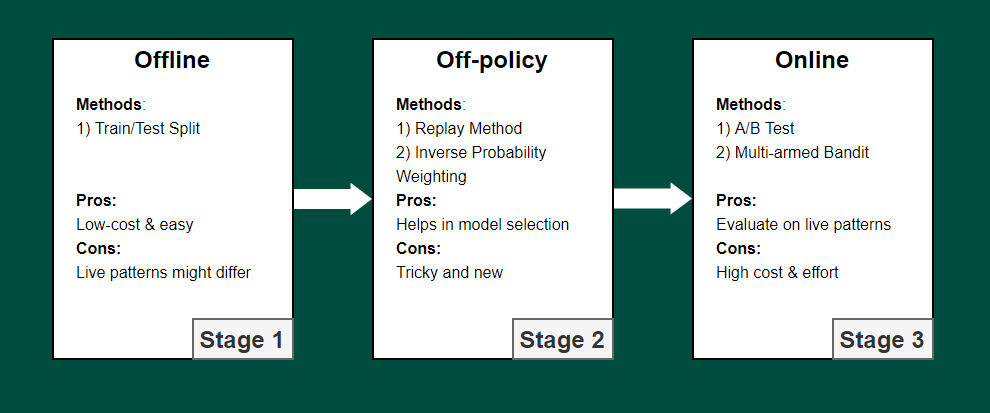 Offline
Methods:
1) Train/Test Split
Pros:
Low-cost & easy
Cons:
Live patterns might differ
Stage 1
Off-policy
Methods:
1) Replay Method
2) Inverse Probability
Weighting
Pros:
Helps in model selection
Cons:
Tricky and new
Stage 2
Online
Methods:
1) A/B Test
2) Multi-armed Bandit
Pros:
Evaluate on live patterns
Cons:
High cost & effort
Stage 3